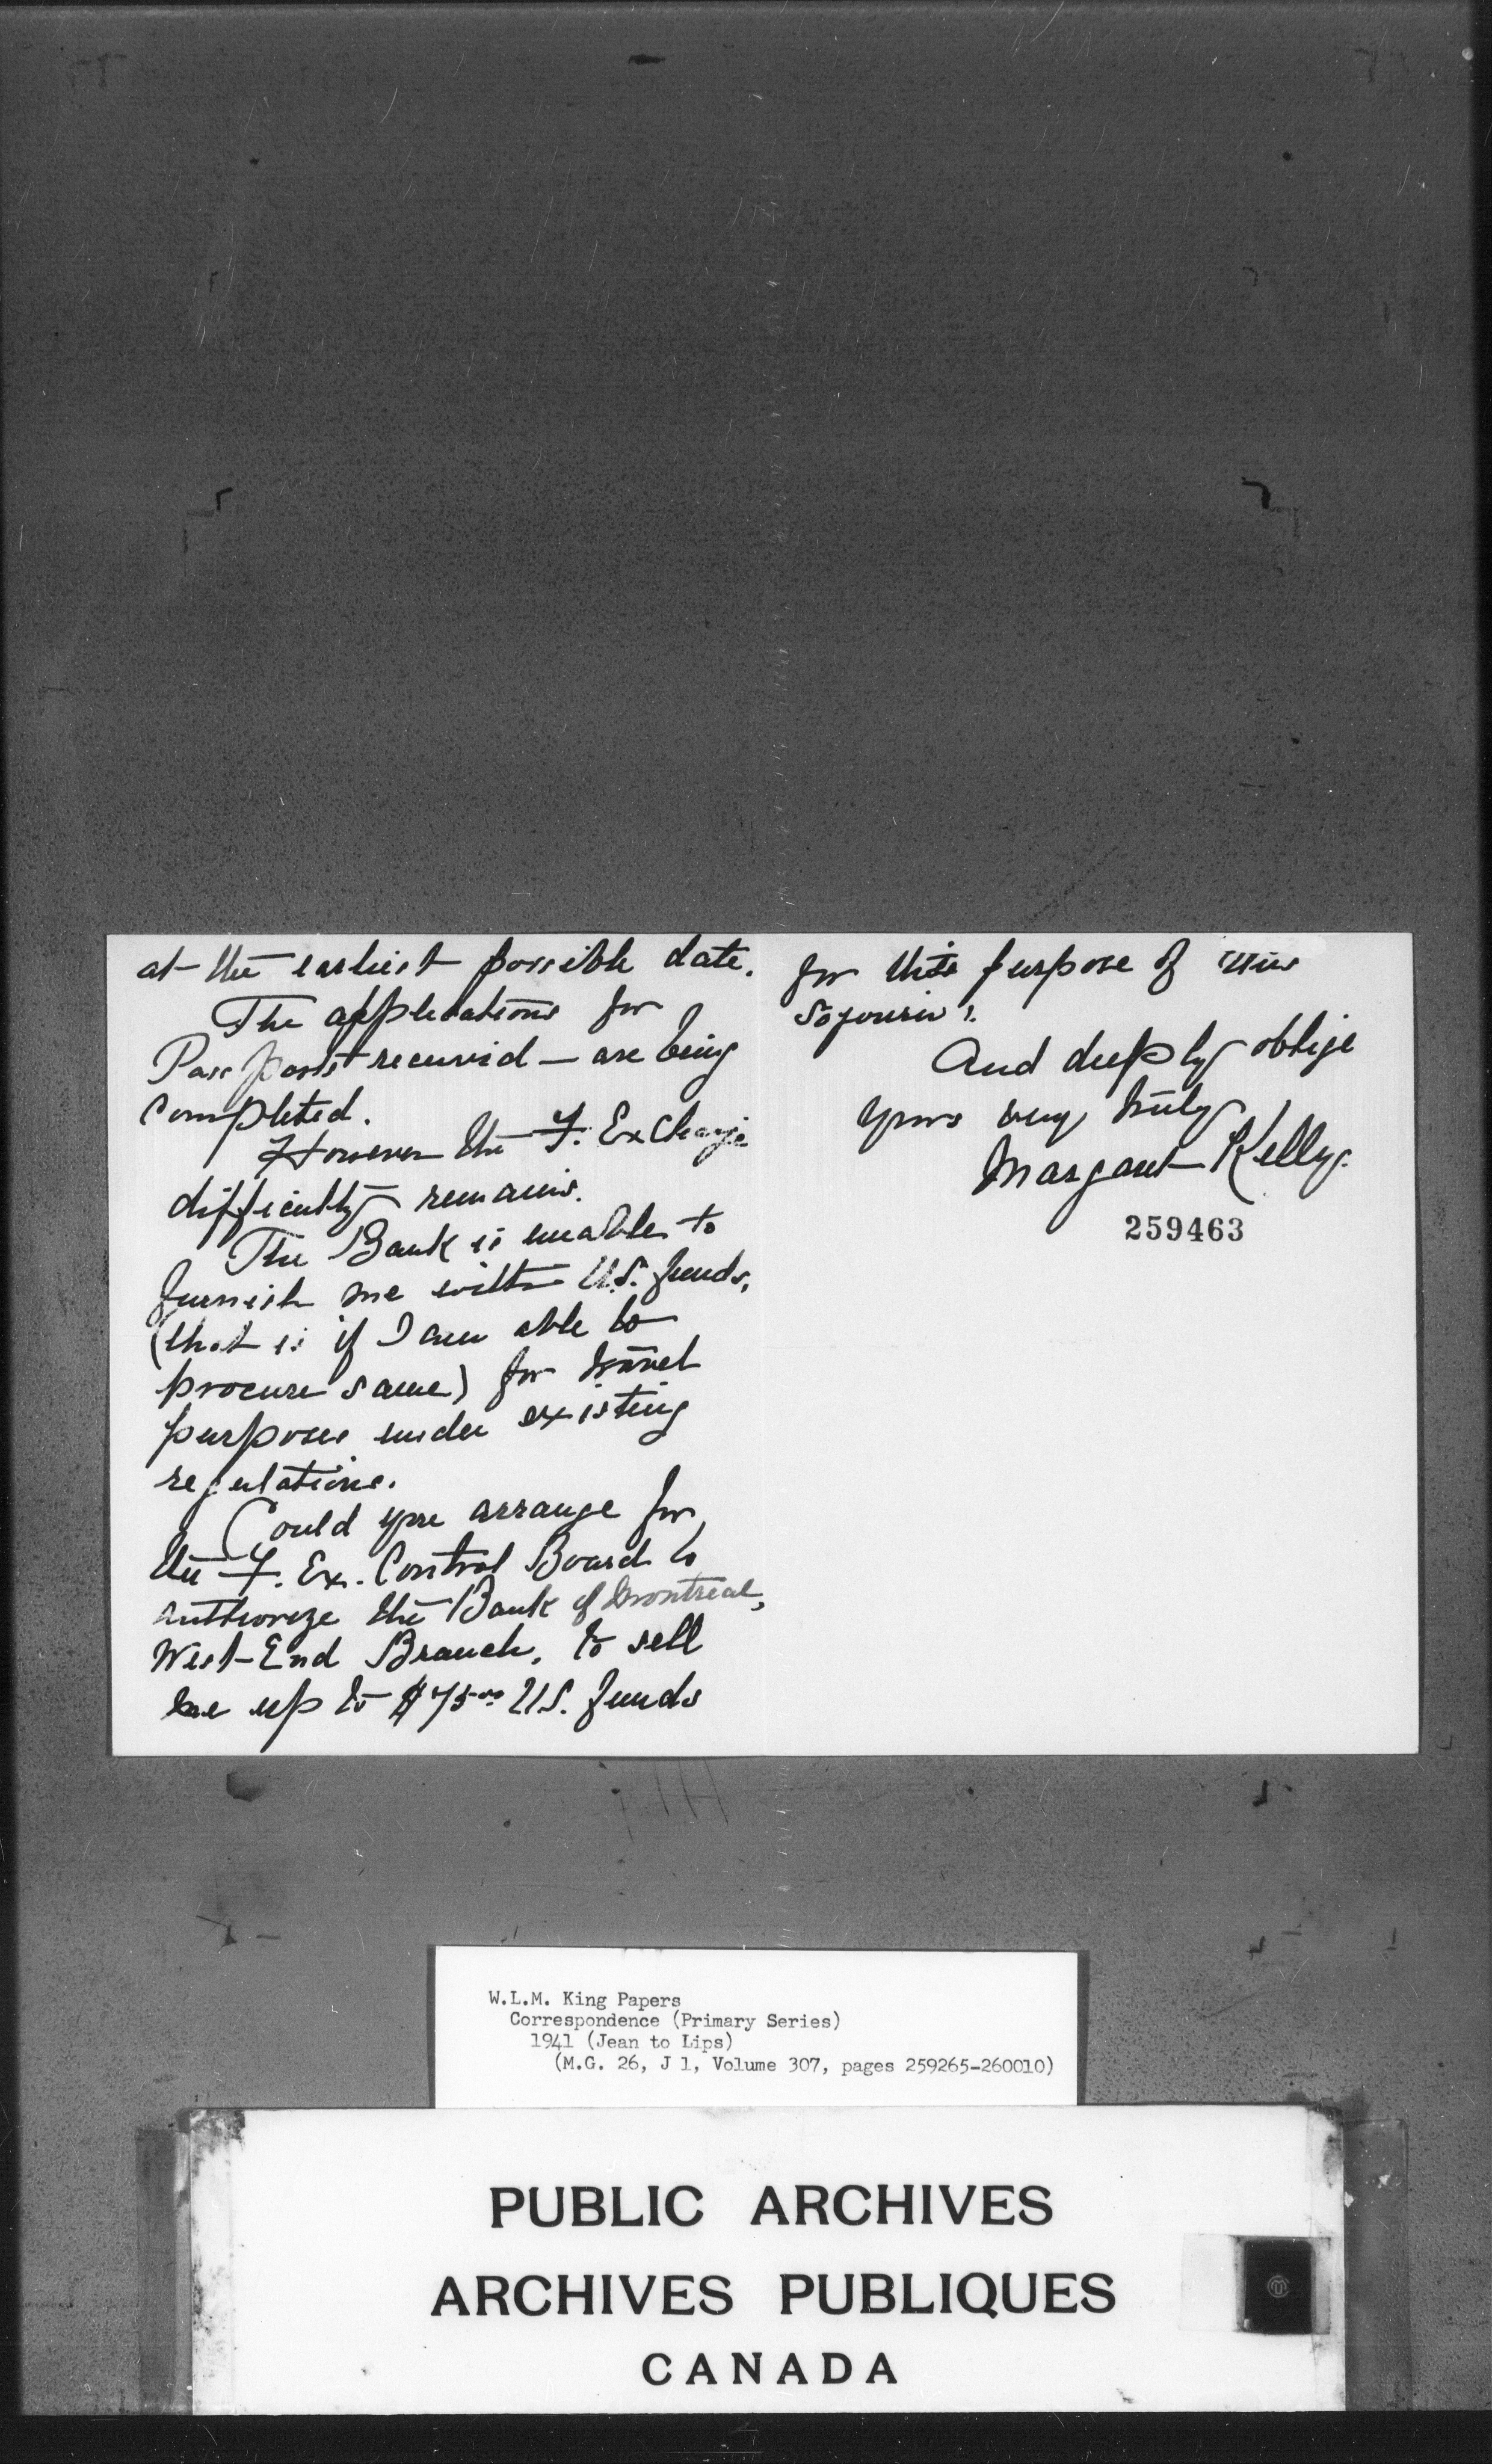 at the earliest possible date.
The applications for
Passports received — are being
completed.
However the F. Exchange
difficulty remains.
The Bank is unable to
furnish me with U.S. funds,
(that is if I am able to
procure same) for travel
purposes under existing
regulations.
Could you arrange for
the F. Ex. Control Board to
authorize the Bank of Montreal,
West-End Branch, to sell
me up to $75.00 U.S. funds
for this purpose of
sojourn?
And deeply oblige
yours very truly
Margaret Kelly.
259463
W.L.M. King Papers
Correspondence (Primary Series)
1941 (Jean to Lips)
(M.G. 26, J 1, Volume 307, pages 259265-260010)
PUBLIC ARCHIVES
ARCHIVES PUBLIQUES
CANADA